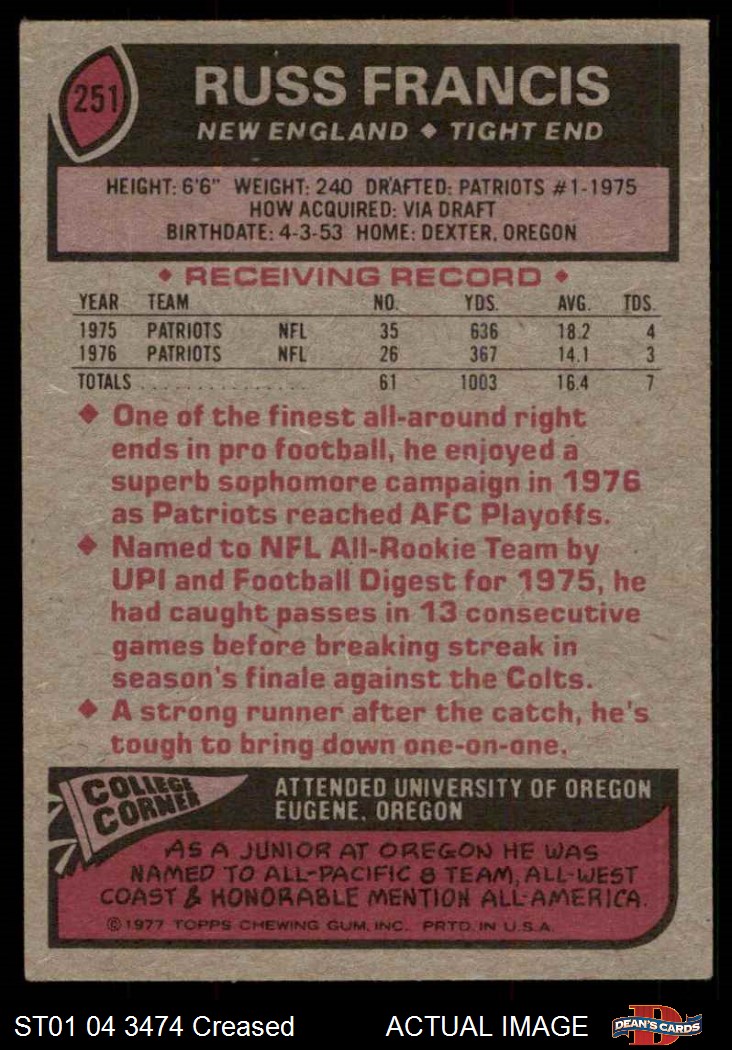 251
RUSS FRANCIS
NEW ENGLAND ◆ TIGHT END
HEIGHT: 6'6" WEIGHT: 240 DRAFTED: PATRIOTS #1-1975
HOW ACQUIRED: VIA DRAFT
BIRTHDATE: 4-3-53 HOME: DEXTER, OREGON
◆ RECEIVING RECORD ◆
YEAR TEAM NO. YDS. AVG. TDS.
1975 PATRIOTS NFL 35 636 18.2 4
1976 PATRIOTS NFL 26 367 14.1 3
TOTALS . . . . . . . . . . . . . . . 61 1003 16.4 7
◆ One of the finest all-around right
ends in pro football, he enjoyed a
superb sophomore campaign in 1976
as Patriots reached AFC Playoffs.
◆ Named to NFL All-Rookie Team by
UPI and Football Digest for 1975, he
had caught passes in 13 consecutive
games before breaking streak in
season's finale against the Colts.
◆ A strong runner after the catch, he's
tough to bring down one-on-one.
COLLEGE
CORNER
ATTENDED UNIVERSITY OF OREGON
EUGENE, OREGON
AS A JUNIOR AT OREGON HE WAS
NAMED TO ALL-PACIFIC 8 TEAM, ALL-WEST
COAST & HONORABLE MENTION ALL-AMERICA.
©1977 TOPPS CHEWING GUM, INC. PRTD. IN U.S.A.
ST01 04 3474 Creased ACTUAL IMAGE
D
DEAN'S CARDS